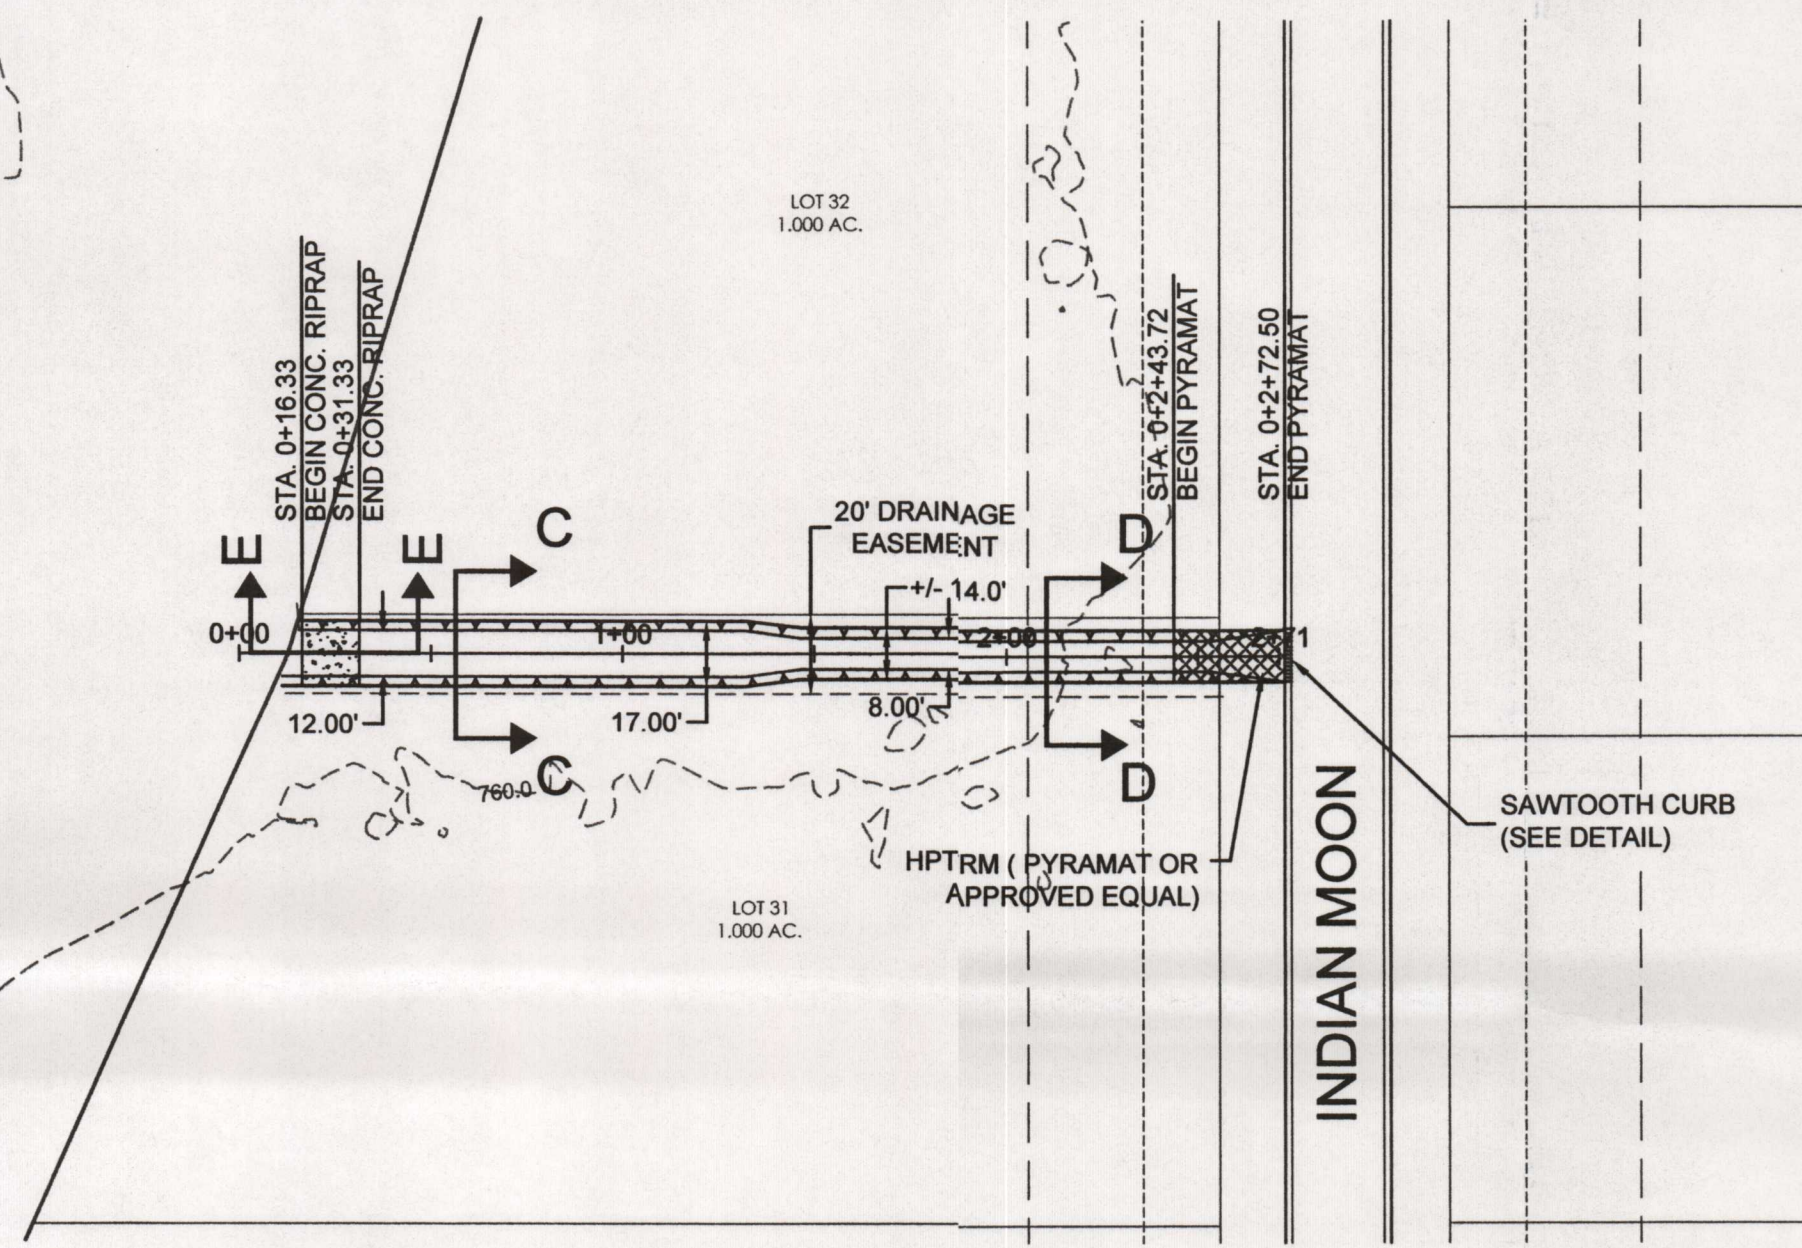 LOT 32
1.000 AC.
STA. 0+16.33
BEGIN CONC. RIPRAP
STA. 0+31.33
END CONC. RIPRAP
STA. 0+2+43.72
BEGIN PYRAMAT
STA. 0+2+72.50
END PYRAMAT
E
E
C
20' DRAINAGE
EASEMENT
D
+/- 14.0'
0+00
1+00
2+00
2+71
12.00'
17.00'
8.00'
C
760.0
D
SAWTOOTH CURB
(SEE DETAIL)
HPTRM ( PYRAMAT OR
APPROVED EQUAL)
LOT 31
1.000 AC.
INDIAN MOON